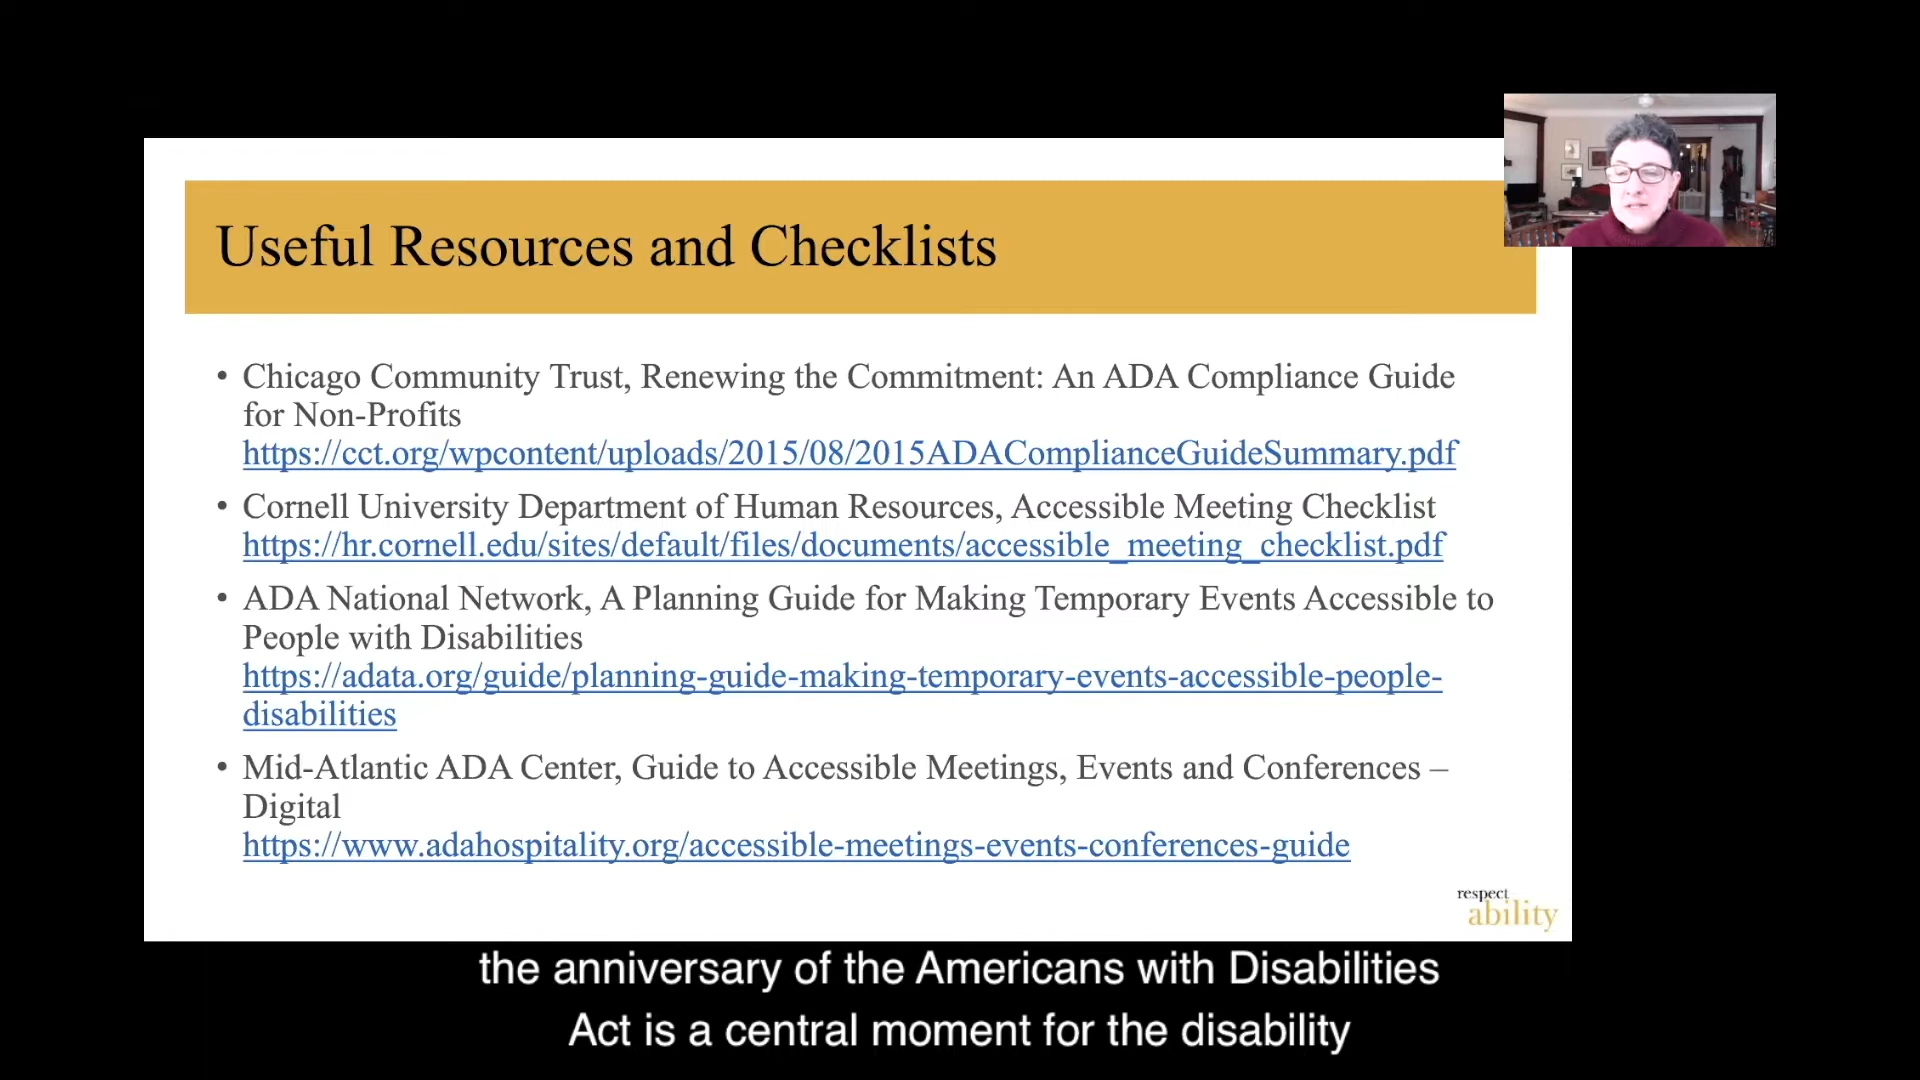 Useful Resources and Checklists
• Chicago Community Trust, Renewing the Commitment: An ADA Compliance Guide
for Non-Profits
https://cct.org/wpcontent/uploads/2015/08/2015ADAComplianceGuideSummary.pdf
• Cornell University Department of Human Resources, Accessible Meeting Checklist
https://hr.cornell.edu/sites/default/files/documents/accessible_meeting_checklist.pdf
• ADA National Network, A Planning Guide for Making Temporary Events Accessible to
People with Disabilities
https://adata.org/guide/planning-guide-making-temporary-events-accessible-people-
disabilities
• Mid-Atlantic ADA Center, Guide to Accessible Meetings, Events and Conferences –
Digital
https://www.adahospitality.org/accessible-meetings-events-conferences-guide
respect
ability
the anniversary of the Americans with Disabilities
Act is a central moment for the disability